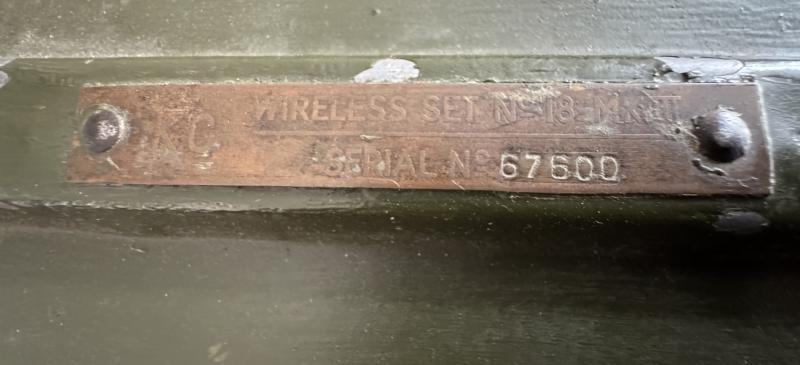 WIRELESS SET Nº 18 MK III
SERIAL Nº 67600